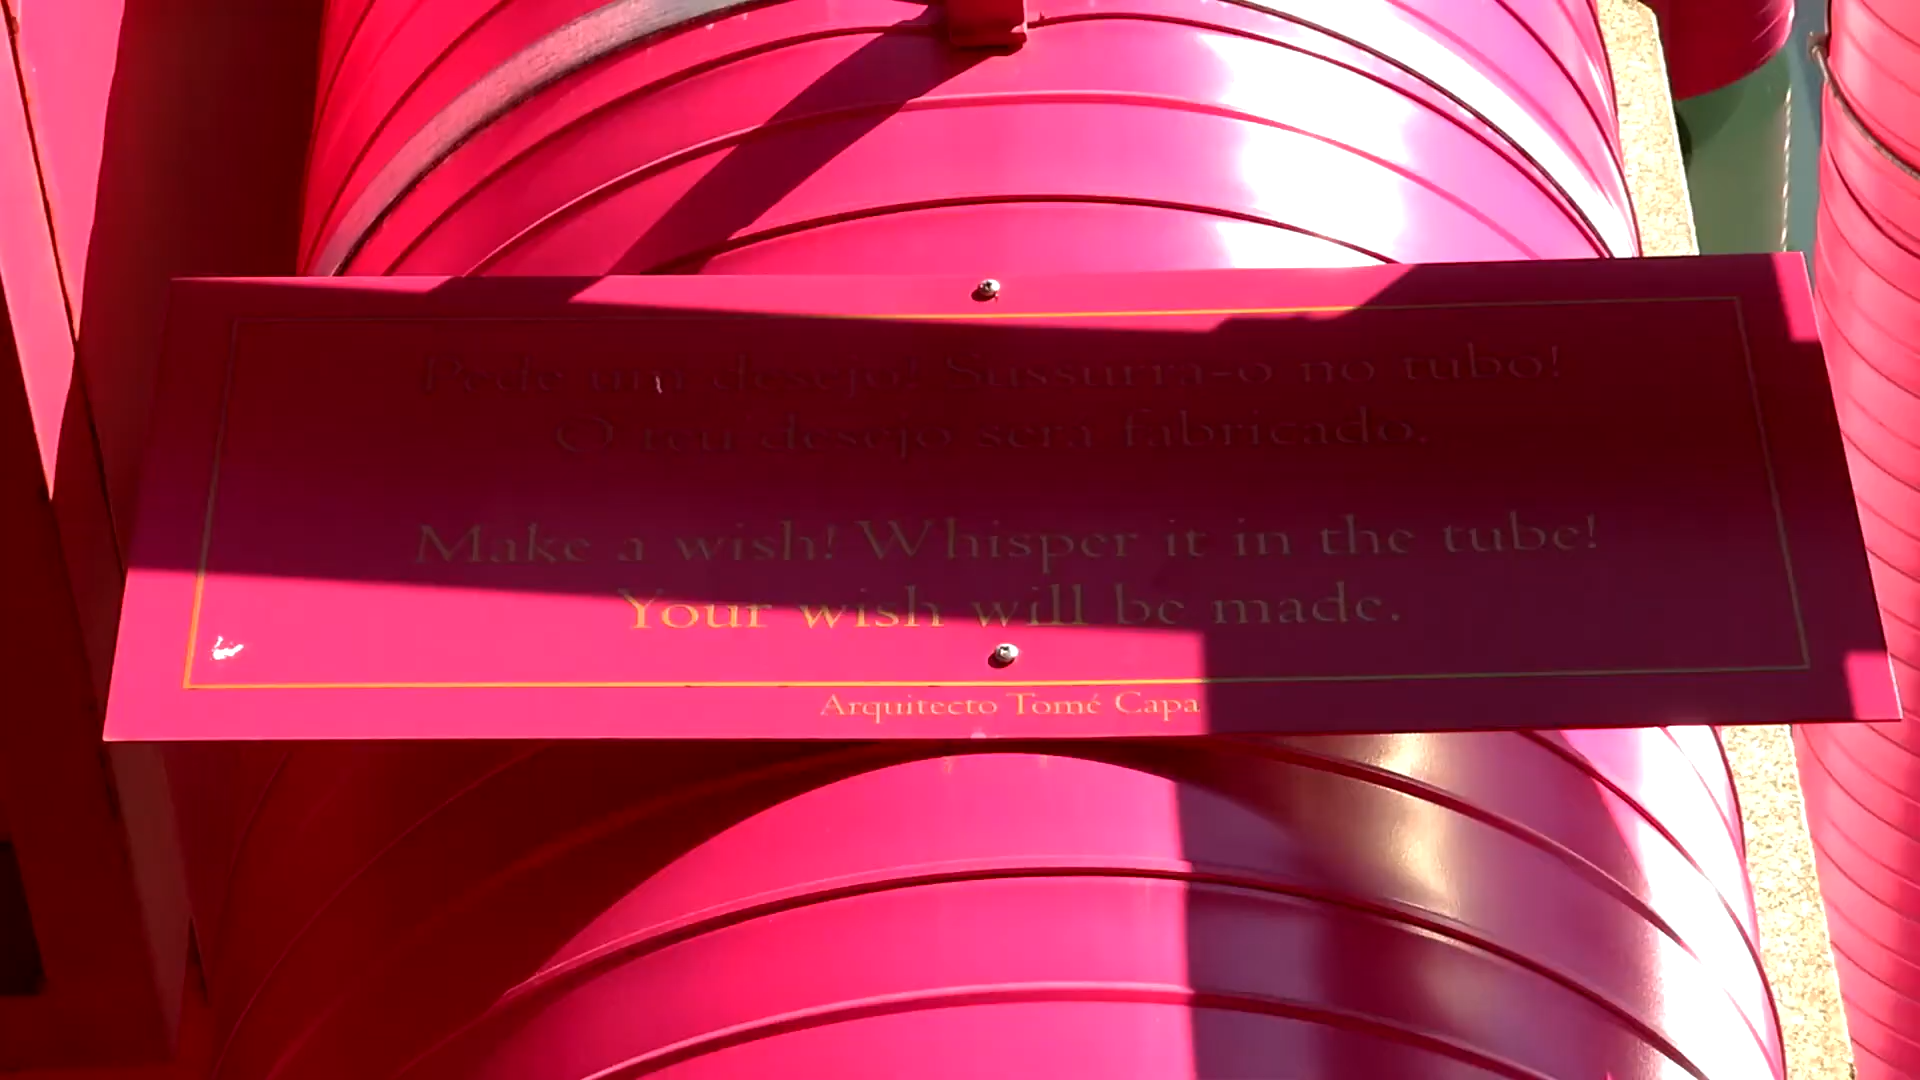 Pede um desejo! Sussurra-o no tubo!
O teu desejo será fabricado.
Make a wish! Whisper it in the tube!
Your wish will be made.
Arquitecto Tomé Capa